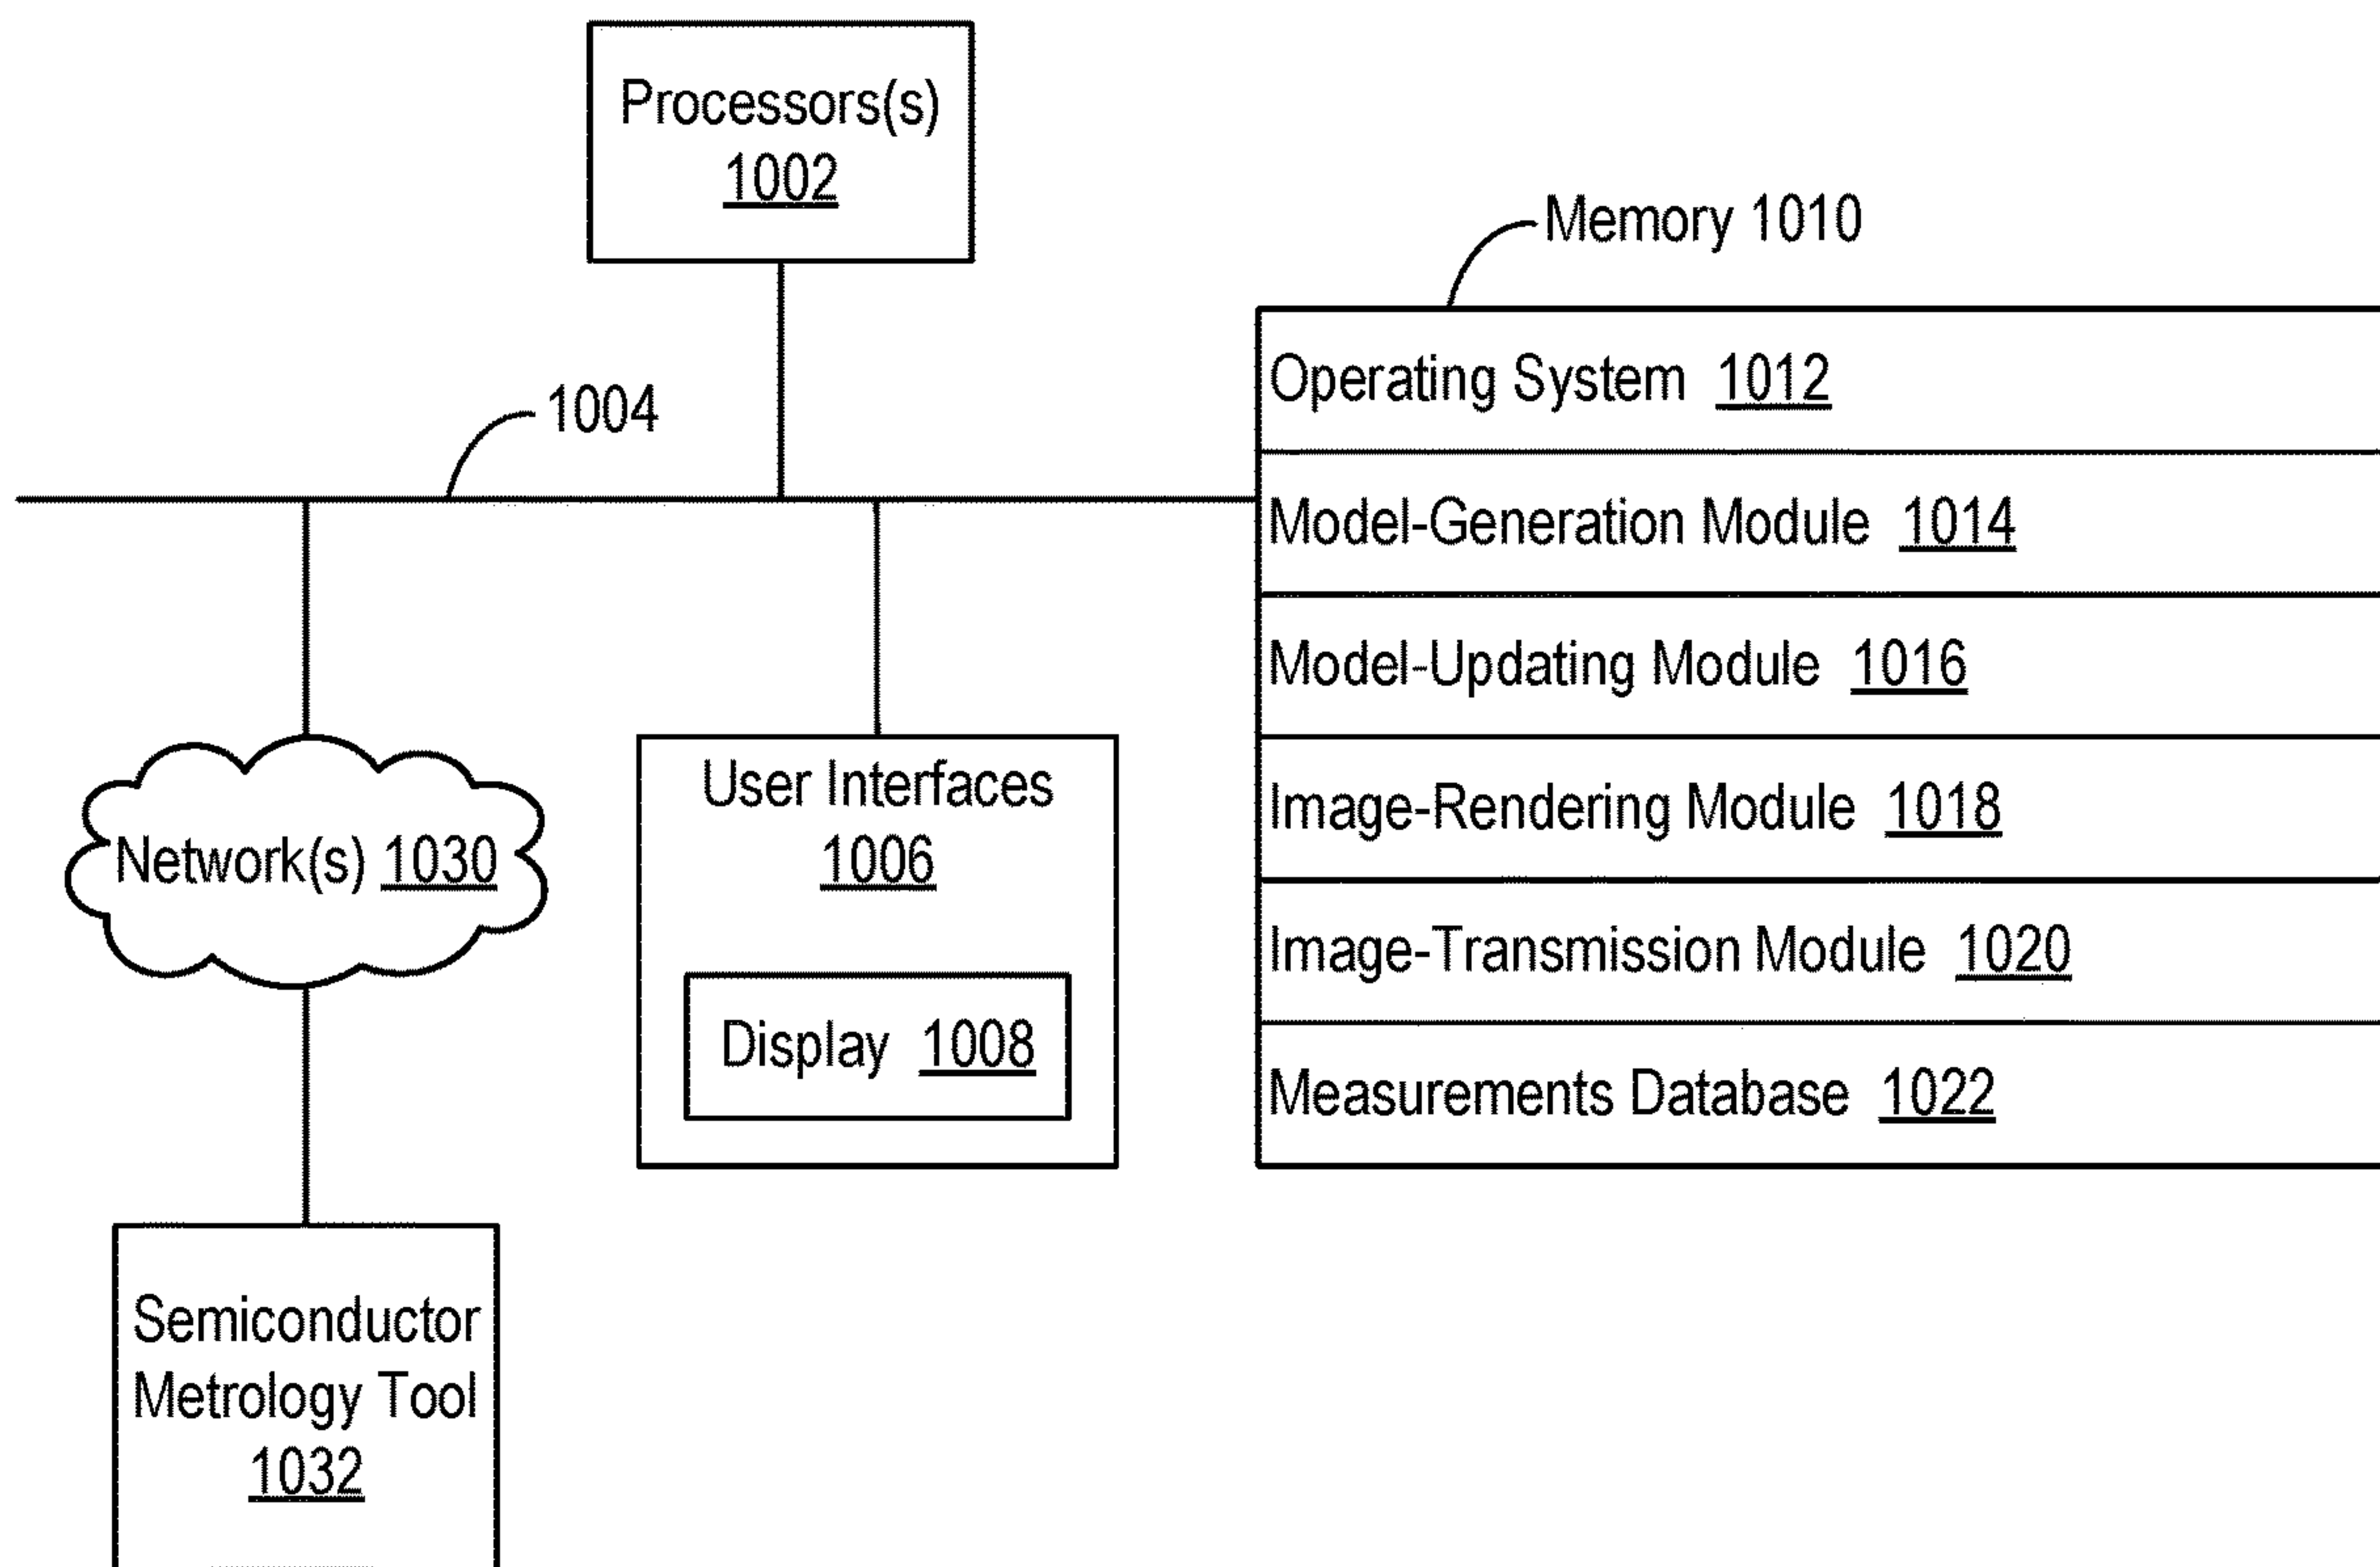 Processors(s)
1002
Memory 1010
1004
Operating System 1012
Model-Generation Module 1014
Model-Updating Module 1016
Image-Rendering Module 1018
Image-Transmission Module 1020
Measurements Database 1022
Network(s) 1030
User Interfaces
1006
Display 1008
Semiconductor
Metrology Tool
1032